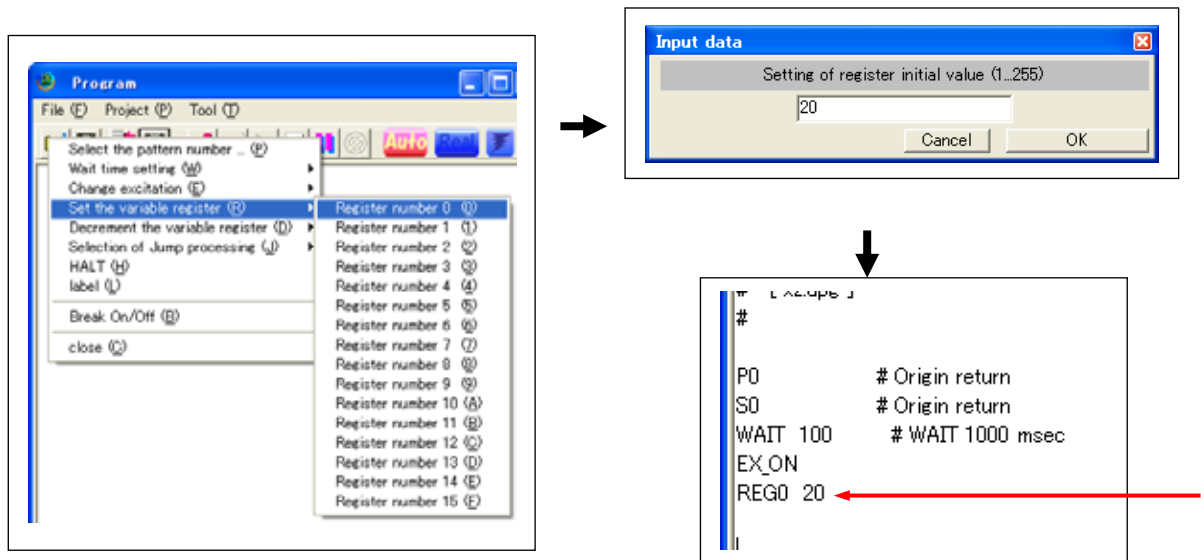 Program
File (F) Project (P) Tool (T)
Auto Real
Select the pattern number ... (P)
Wait time setting (W)
Change excitation (E)
Set the variable register (R)
Decrement the variable register (D)
Selection of Jump processing (J)
HALT (H)
label (L)
Break On/Off (B)
close (C)
Register number 0 (0)
Register number 1 (1)
Register number 2 (2)
Register number 3 (3)
Register number 4 (4)
Register number 5 (5)
Register number 6 (6)
Register number 7 (7)
Register number 8 (8)
Register number 9 (9)
Register number 10 (A)
Register number 11 (B)
Register number 12 (C)
Register number 13 (D)
Register number 14 (E)
Register number 15 (F)
Input data
Setting of register initial value (1...255)
20
Cancel OK
#
P0 # Origin return
S0 # Origin return
WAIT 100 # WAIT 1000 msec
EX_ON
REG0 20